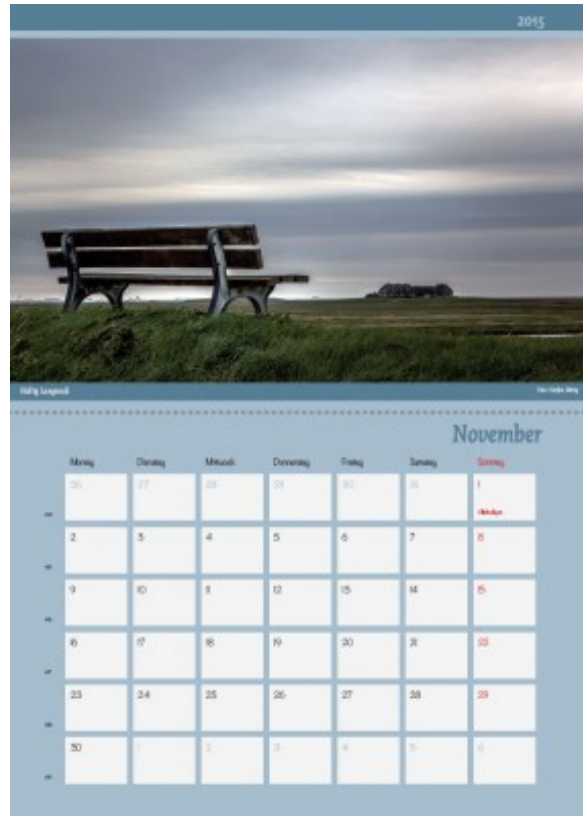 2015
Hallig Langeneß
November
Montag Dienstag Mittwoch Donnerstag Freitag Samstag Sonntag
26 27 28 29 30 31 1
2 3 4 5 6 7 8
9 10 11 12 13 14 15
16 17 18 19 20 21 22
23 24 25 26 27 28 29
30 1 2 3 4 5 6